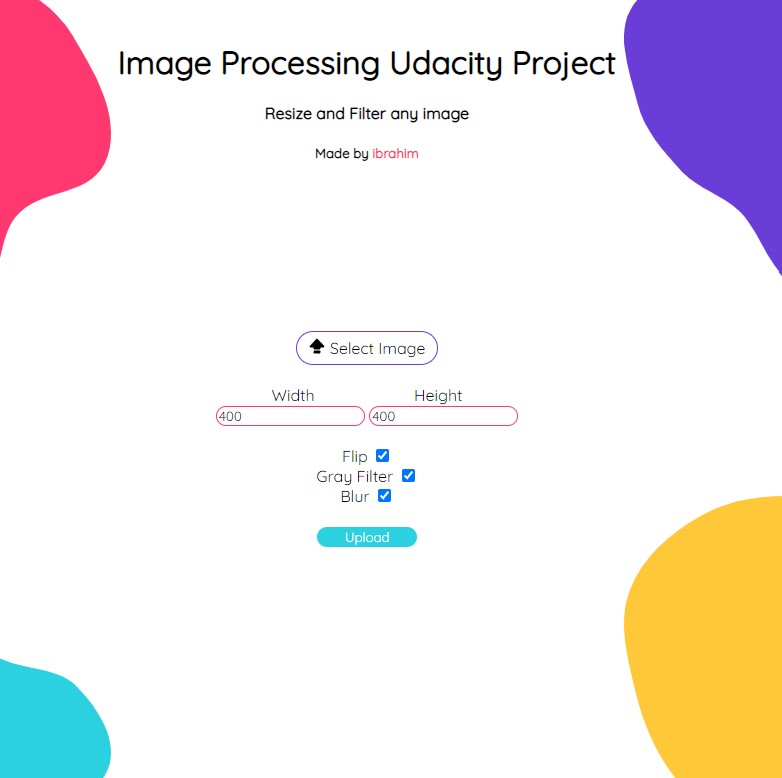 Image Processing Udacity Project
Resize and Filter any image
Made by ibrahim
Select Image
Width Height
400 400
Flip
Gray Filter
Blur
Upload